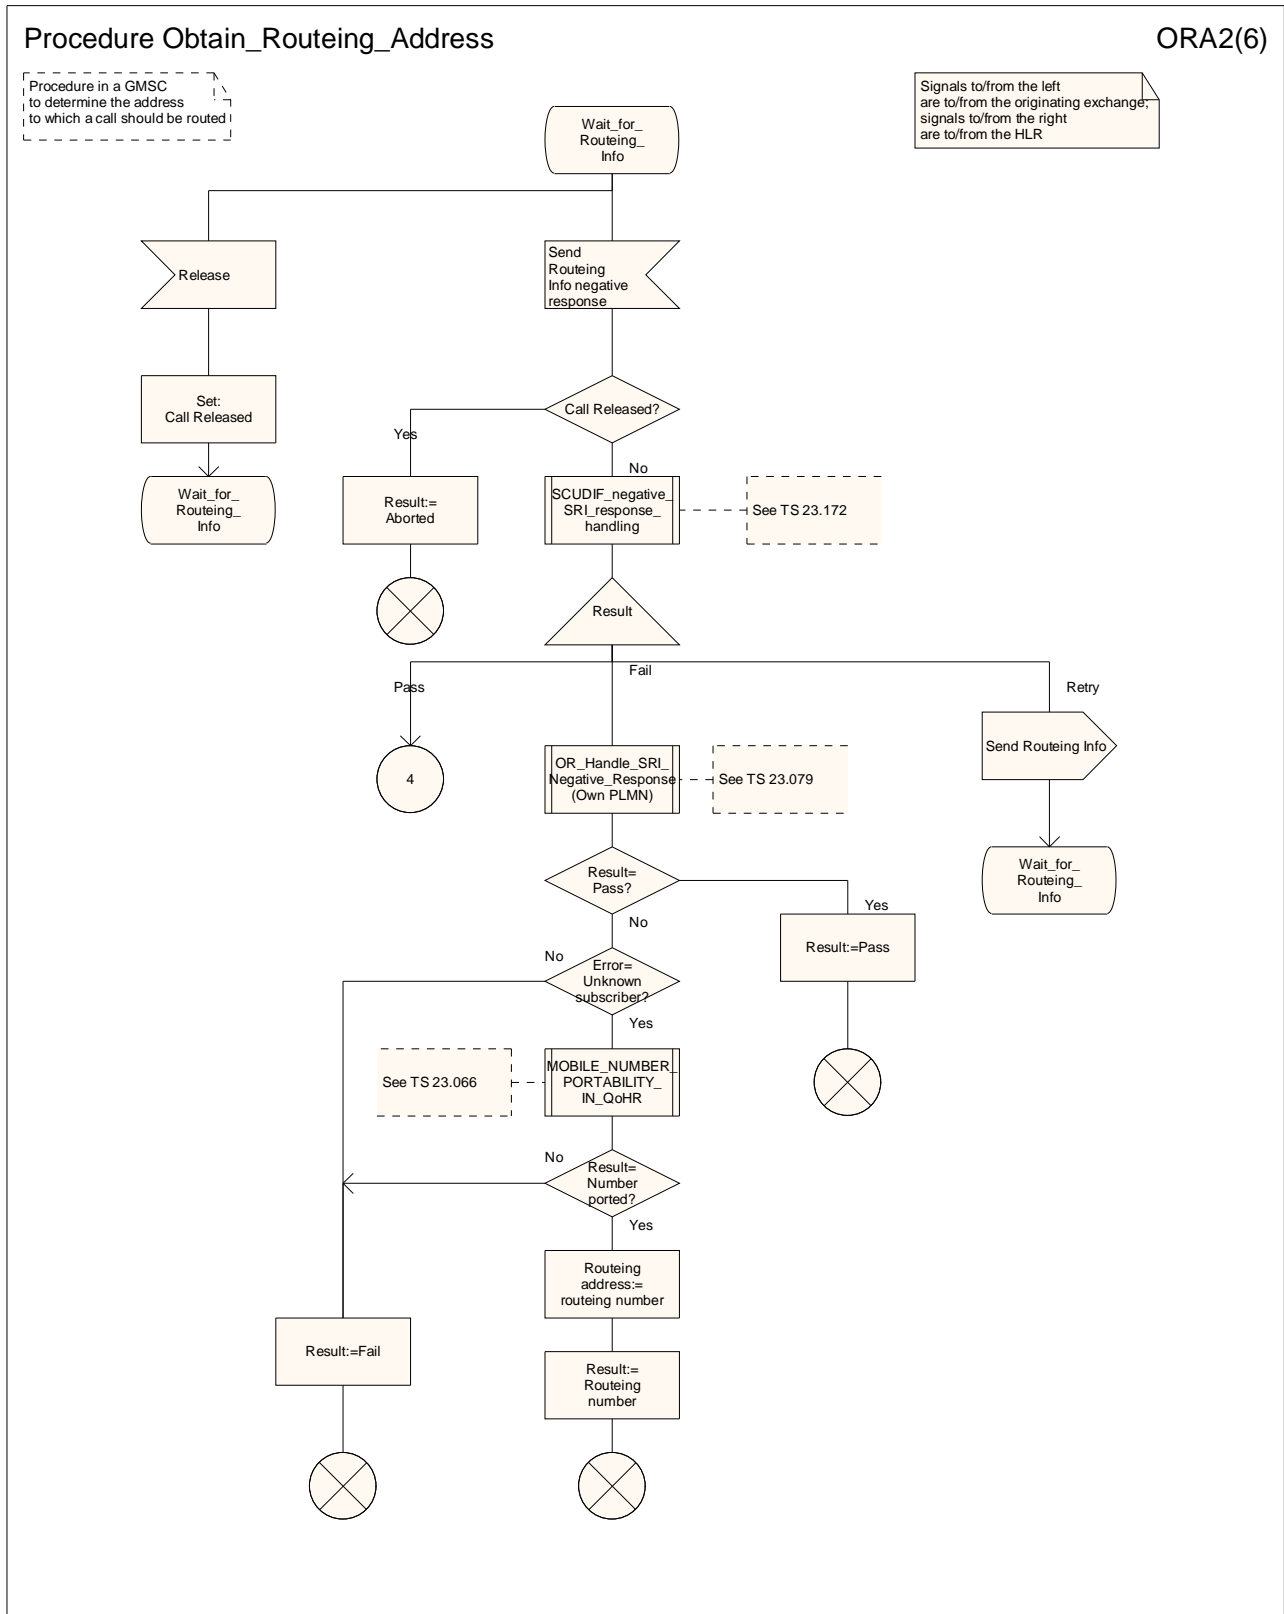 Procedure Obtain_Routeing_Address
ORA2(6)
Procedure in a GMSC
to determine the address
to which a call should be routed
Signals to/from the left
are to/from the originating exchange;
signals to/from the right
are to/from the HLR
Wait_for_
Routeing_
Info
Release
Send
Routeing
Info negative
response
Set:
Call Released
Call Released?
Yes
No
Wait_for_
Routeing_
Info
Result:=
Aborted
SCUDIF_negative_
SRI_response_
handling
See TS 23.172
Result
Pass
Fail
Retry
4
OR_Handle_SRI_
Negative_Response
(Own PLMN)
See TS 23.079
Send Routeing Info
Wait_for_
Routeing_
Info
Result=
Pass?
Yes
No
Result:=Pass
No
Error=
Unknown
subscriber?
Yes
See TS 23.066
MOBILE_NUMBER_
PORTABILITY_
IN_QoHR
No
Result=
Number
ported?
Yes
Routeing
address:=
routeing number
Result:=Fail
Result:=
Routeing
number